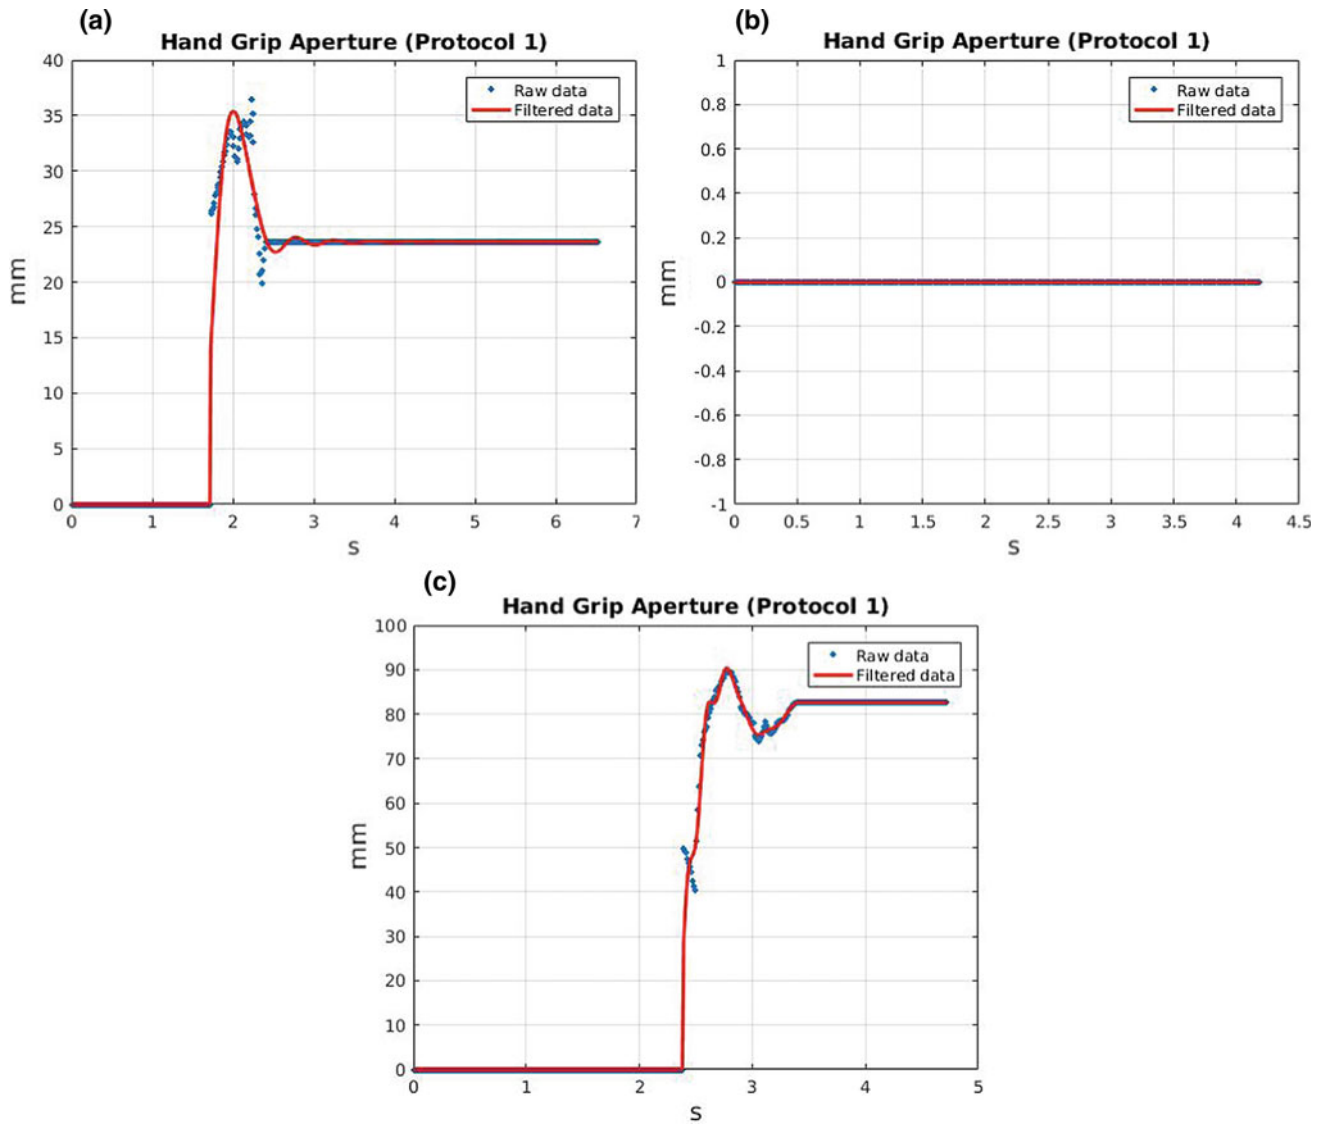 (a)
Hand Grip Aperture (Protocol 1)
40
35
30
25
20
15
10
5
0
mm
0 1 2 3 4 5 6 7
s
Raw data
Filtered data
(b)
Hand Grip Aperture (Protocol 1)
1
0.8
0.6
0.4
0.2
0
-0.2
-0.4
-0.6
-0.8
-1
mm
0 0.5 1 1.5 2 2.5 3 3.5 4 4.5
s
Raw data
Filtered data
(c)
Hand Grip Aperture (Protocol 1)
100
90
80
70
60
50
40
30
20
10
0
mm
0 1 2 3 4 5
s
Raw data
Filtered data